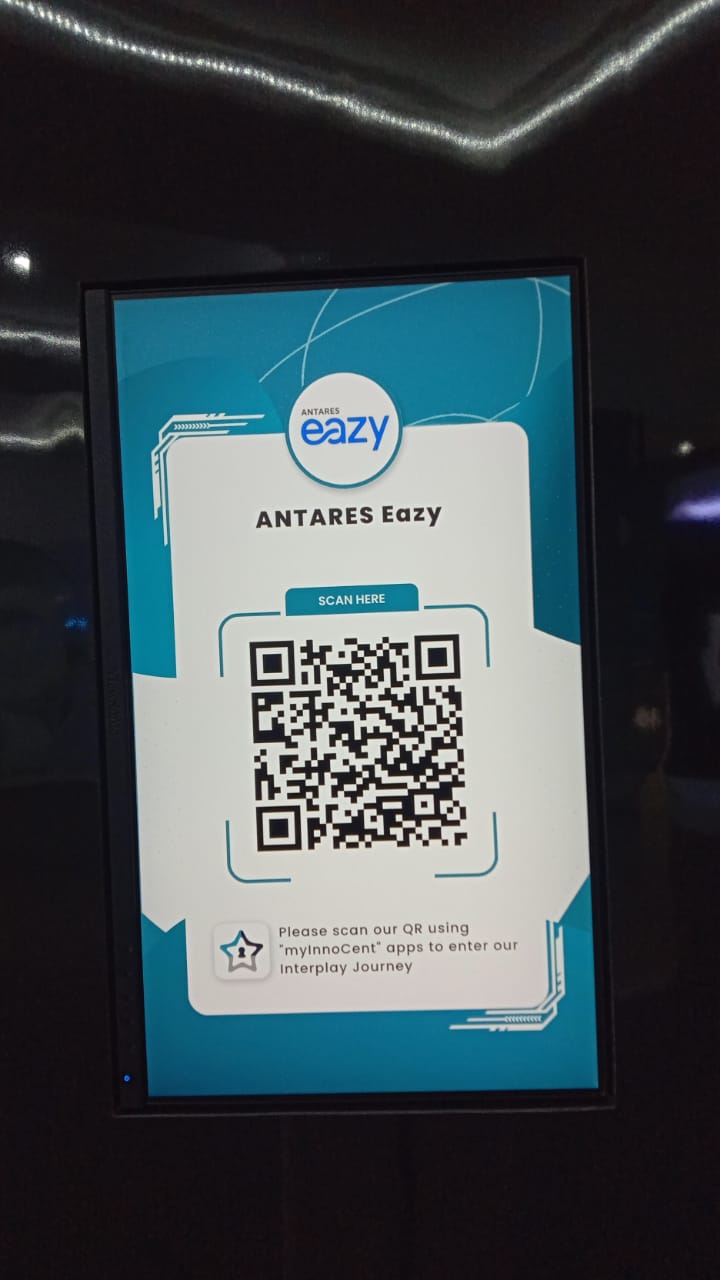 ANTARES
eazy
ANTARES Eazy
SCAN HERE
Please scan our QR using
"myInnoCent" apps to enter our
Interplay Journey